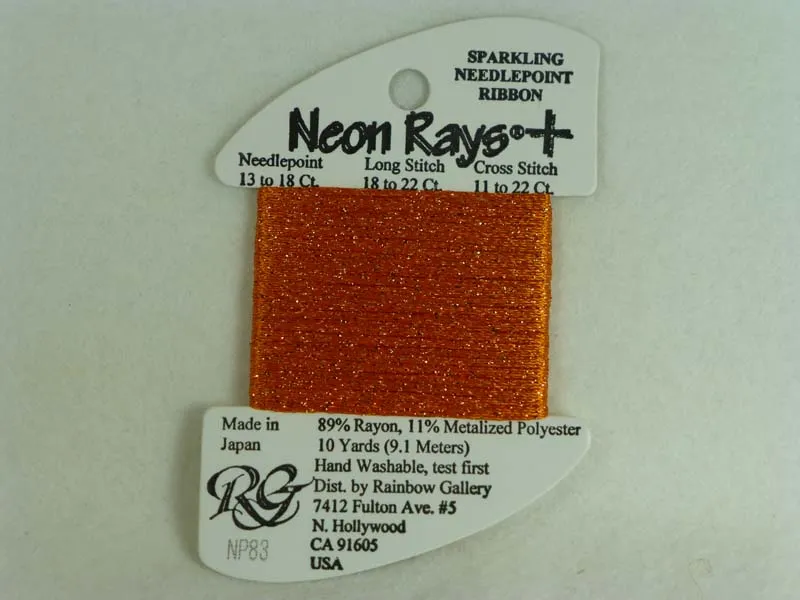 SPARKLING
NEEDLEPOINT
RIBBON
Neon Rays®+
Needlepoint Long Stitch Cross Stitch
13 to 18 Ct. 18 to 22 Ct. 11 to 22 Ct.
Made in
Japan
89% Rayon, 11% Metalized Polyester
10 Yards (9.1 Meters)
Hand Washable, test first
Dist. by Rainbow Gallery
7412 Fulton Ave. #5
N. Hollywood
CA 91605
USA
RG
NP83